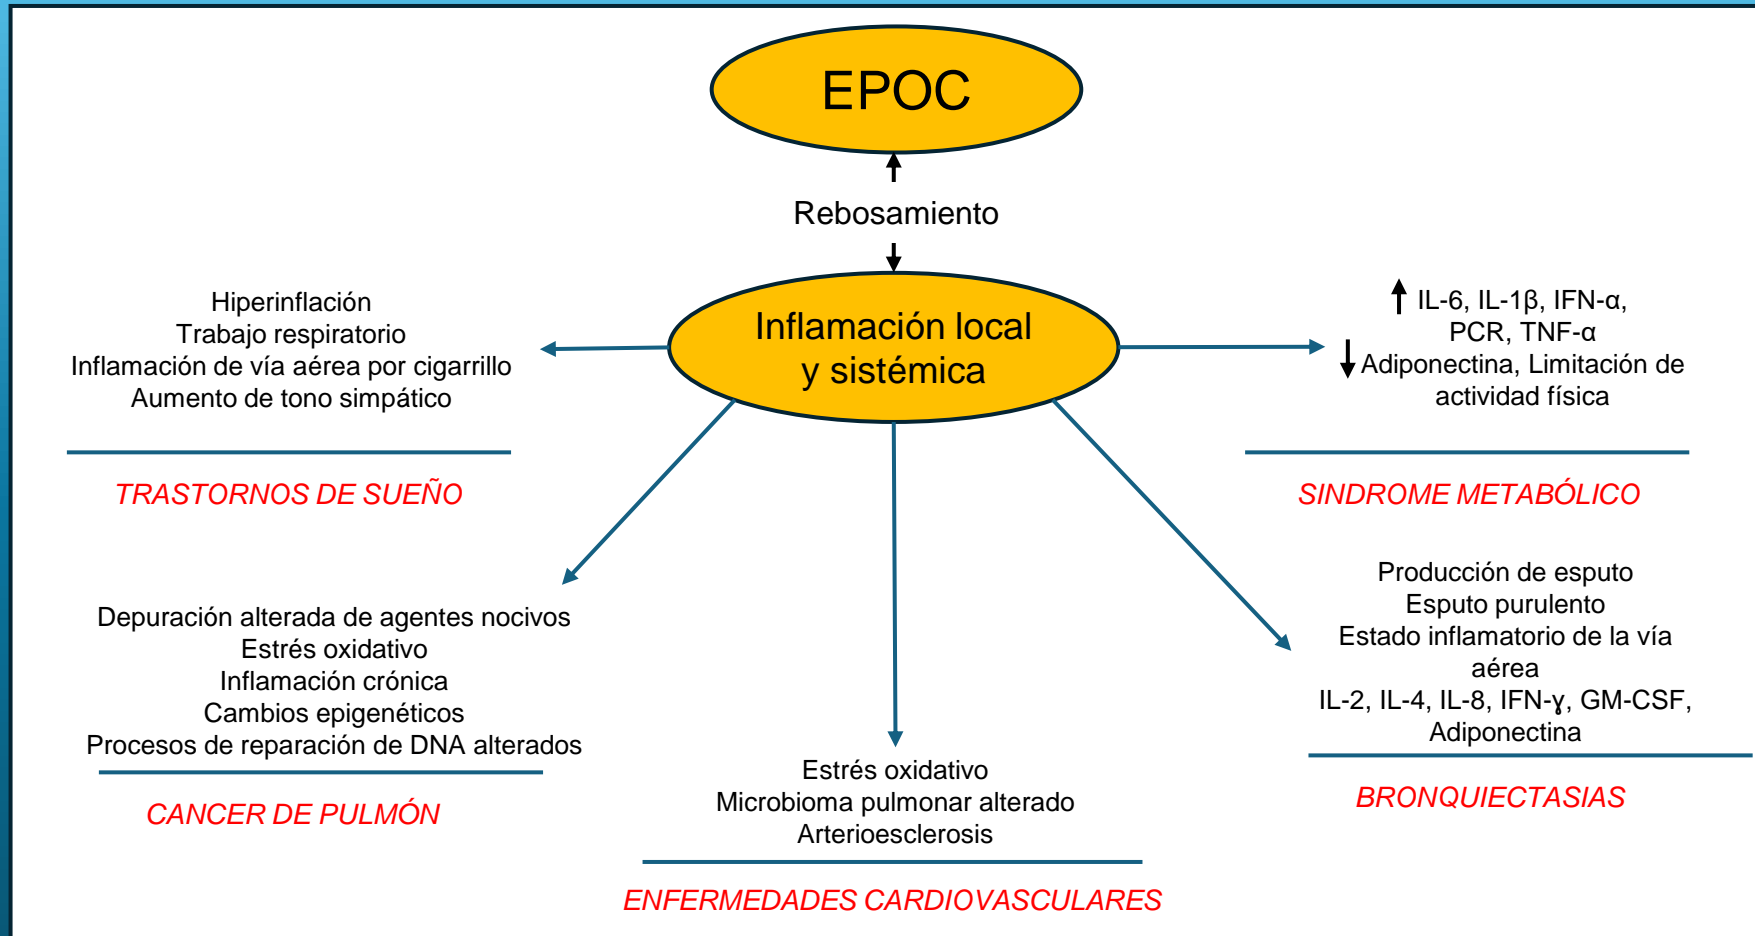 EPOC
Rebosamiento
Inflamación local
y sistémica
Hiperinflación
Trabajo respiratorio
Inflamación de vía aérea por cigarrillo
Aumento de tono simpático
TRASTORNOS DE SUEÑO
↑ IL-6, IL-1β, IFN-α,
PCR, TNF-α
↓ Adiponectina, Limitación de
actividad física
SINDROME METABÓLICO
Depuración alterada de agentes nocivos
Estrés oxidativo
Inflamación crónica
Cambios epigenéticos
Procesos de reparación de DNA alterados
CANCER DE PULMÓN
Estrés oxidativo
Microbioma pulmonar alterado
Arterioesclerosis
ENFERMEDADES CARDIOVASCULARES
Producción de esputo
Esputo purulento
Estado inflamatorio de la vía
aérea
IL-2, IL-4, IL-8, IFN-ɣ, GM-CSF,
Adiponectina
BRONQUIECTASIAS